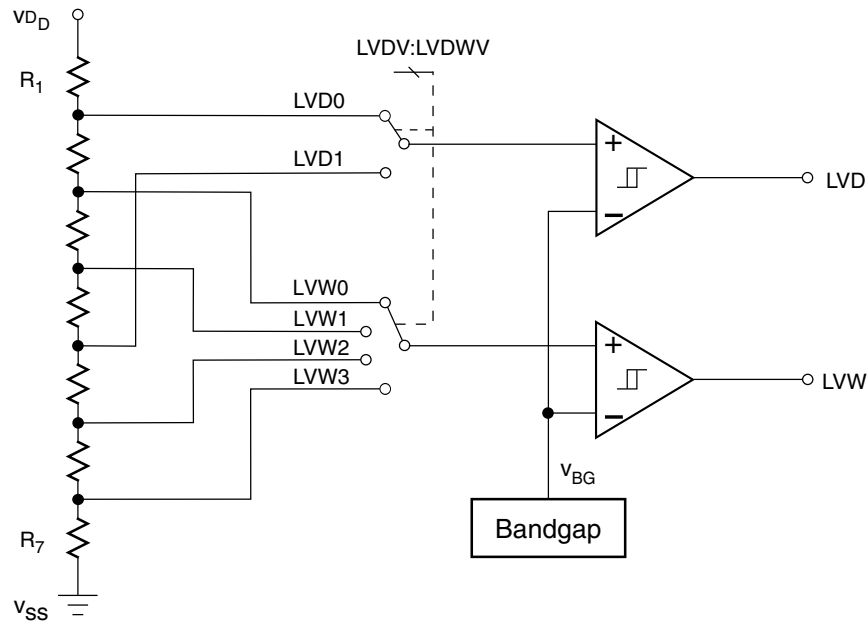 VDD
LVDV:LVDWV
R1
LVD0
+
LVD1
LVD
−
LVW0
LVW1
+
LVW2
LVW3
LVW
−
VBG
Bandgap
R7
VSS